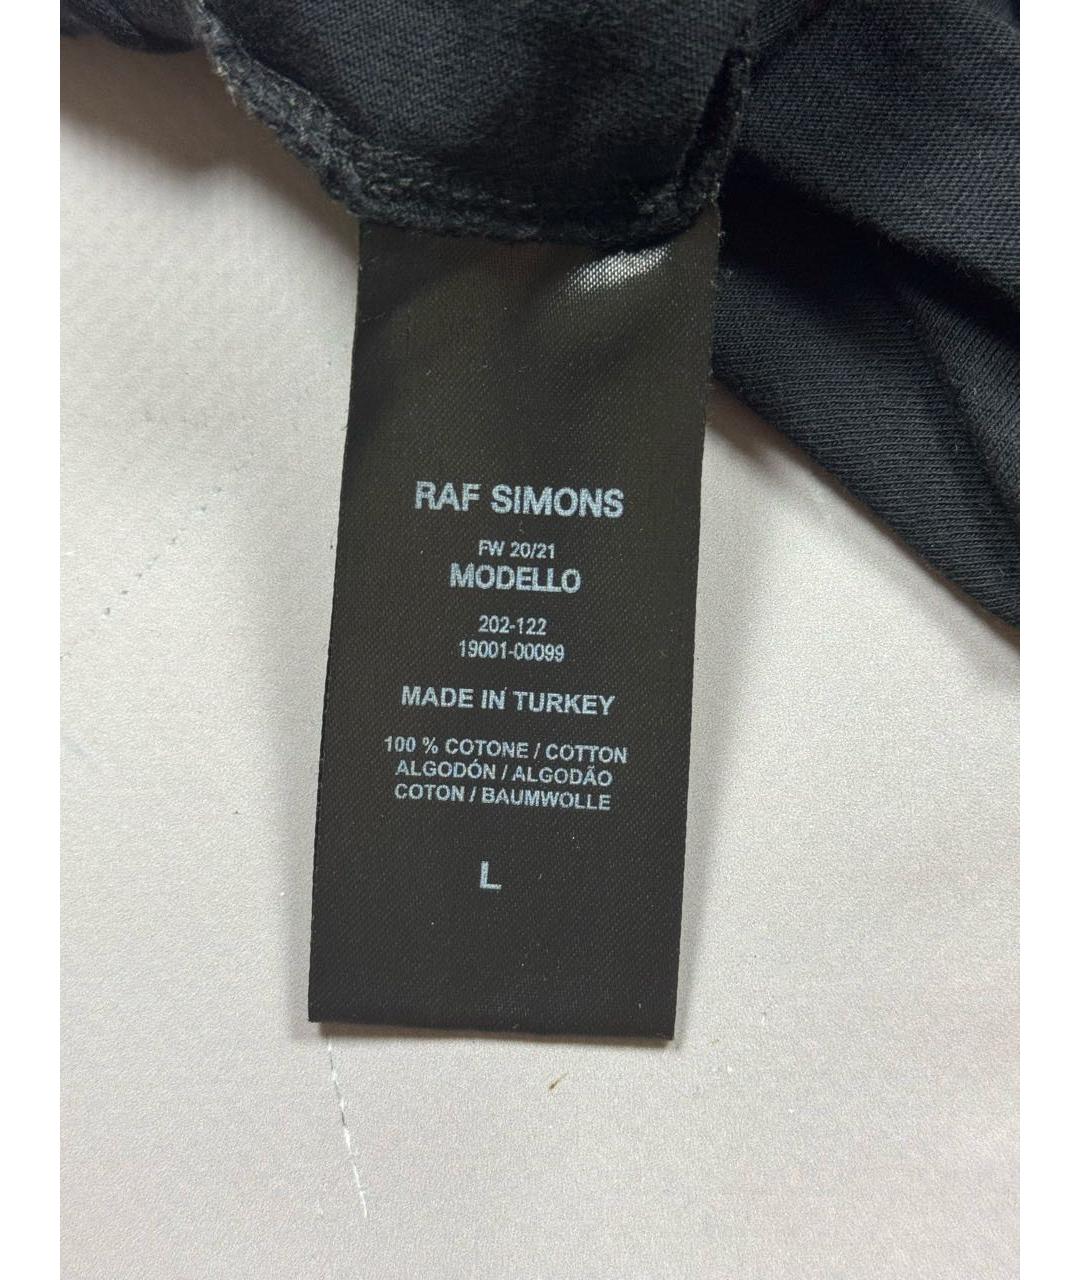 RAF SIMONS
FW 20/21
MODELLO
202-122
19001-00099
MADE IN TURKEY
100 % COTONE / COTTON
ALGODÓN / ALGODÃO
COTON / BAUMWOLLE
L